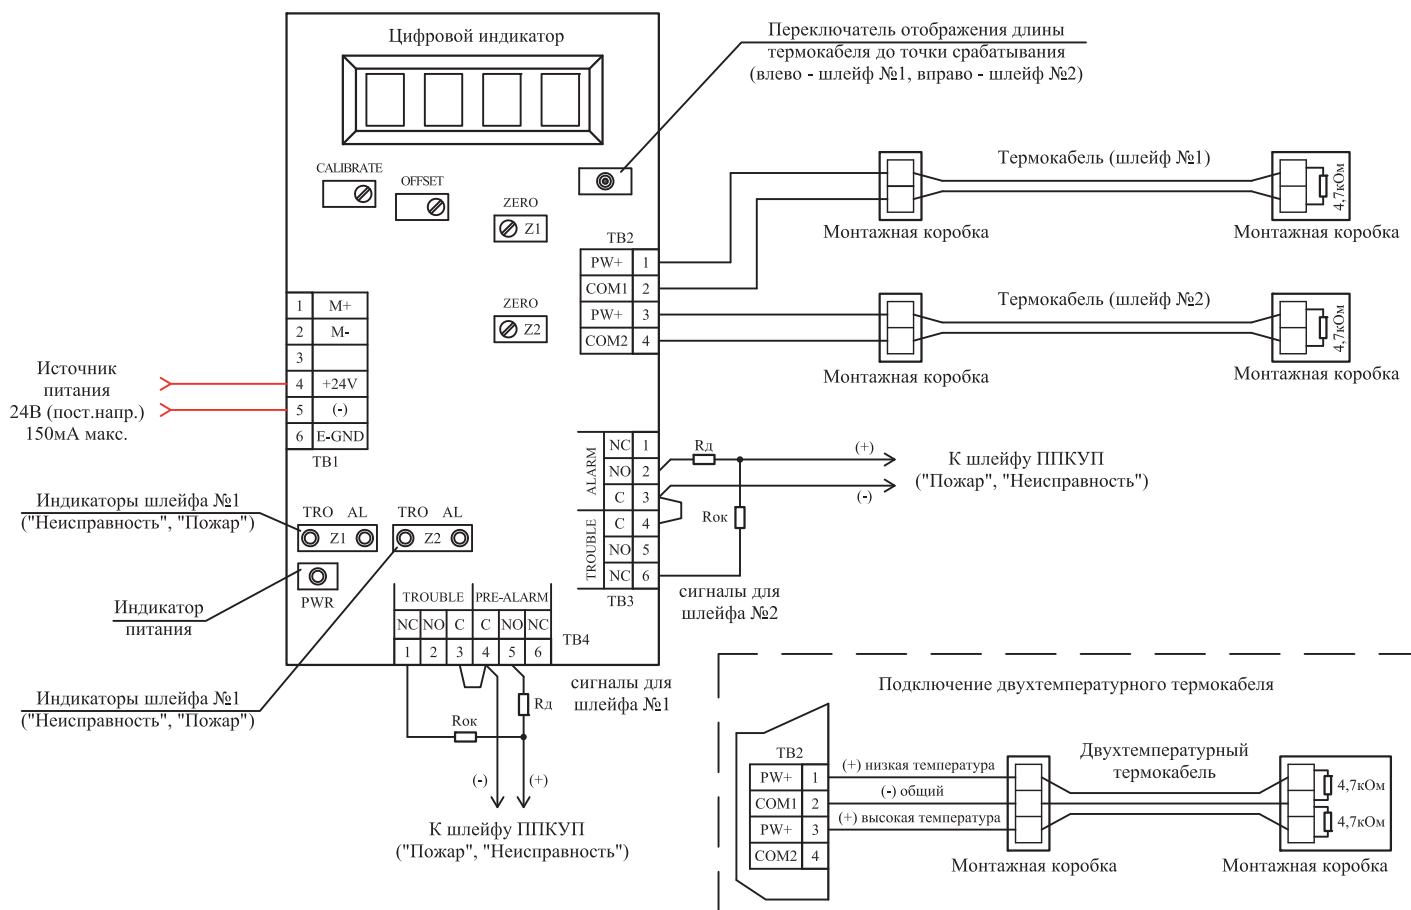 Цифровой индикатор
Переключатель отображения длины
термокабеля до точки срабатывания
(влево - шлейф №1, вправо - шлейф №2)
CALIBRATE
OFFSET
ZERO
Z1
ZERO
Z2
TB2
PW+ 1
COM1 2
PW+ 3
COM2 4
Термокабель (шлейф №1)
4,7кОм
Монтажная коробка
Монтажная коробка
Термокабель (шлейф №2)
4,7кОм
Монтажная коробка
Монтажная коробка
1 M+
2 M-
3
4 +24V
5 (-)
6 E-GND
TB1
Источник
питания
24В (пост.напр.)
150мА макс.
Индикаторы шлейфа №1
("Неисправность", "Пожар")
TRO AL
Z1
TRO AL
Z2
PWR
Индикатор
питания
Индикаторы шлейфа №1
("Неисправность", "Пожар")
ALARM
NC 1
NO 2
C 3
TROUBLE
C 4
NO 5
NC 6
TB3
Rд
Rок
(+)
(-)
К шлейфу ППКУП
("Пожар", "Неисправность")
сигналы для
шлейфа №2
TROUBLE PRE-ALARM
NC NO C C NO NC
1 2 3 4 5 6
TB4
сигналы для
шлейфа №1
Rд
Rок
(-)
(+)
К шлейфу ППКУП
("Пожар", "Неисправность")
Подключение двухтемпературного термокабеля
TB2
PW+ 1
COM1 2
PW+ 3
COM2 4
(+) низкая температура
(-) общий
(+) высокая температура
Двухтемпературный
термокабель
4,7кОм
4,7кОм
Монтажная коробка
Монтажная коробка